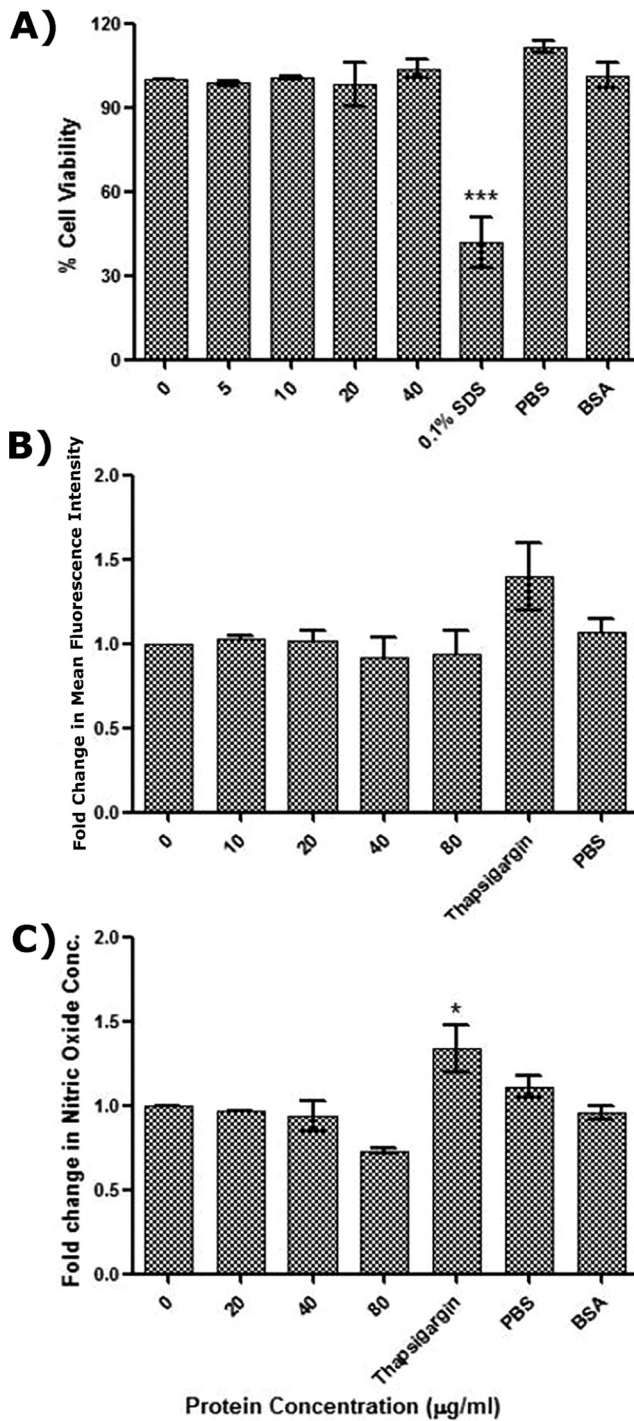 A)
% Cell Viability
120
90
60
30
0
***
0 5 10 20 40 0.1% SDS PBS BSA
B)
Fold Change in Mean Fluorescence Intensity
2.0
1.5
1.0
0.5
0.0
0 10 20 40 80 Thapsigargin PBS
C)
Fold change in Nitric Oxide Conc.
2.0
1.5
1.0
0.5
0.0
*
0 20 40 80 Thapsigargin PBS BSA
Protein Concentration (µg/ml)